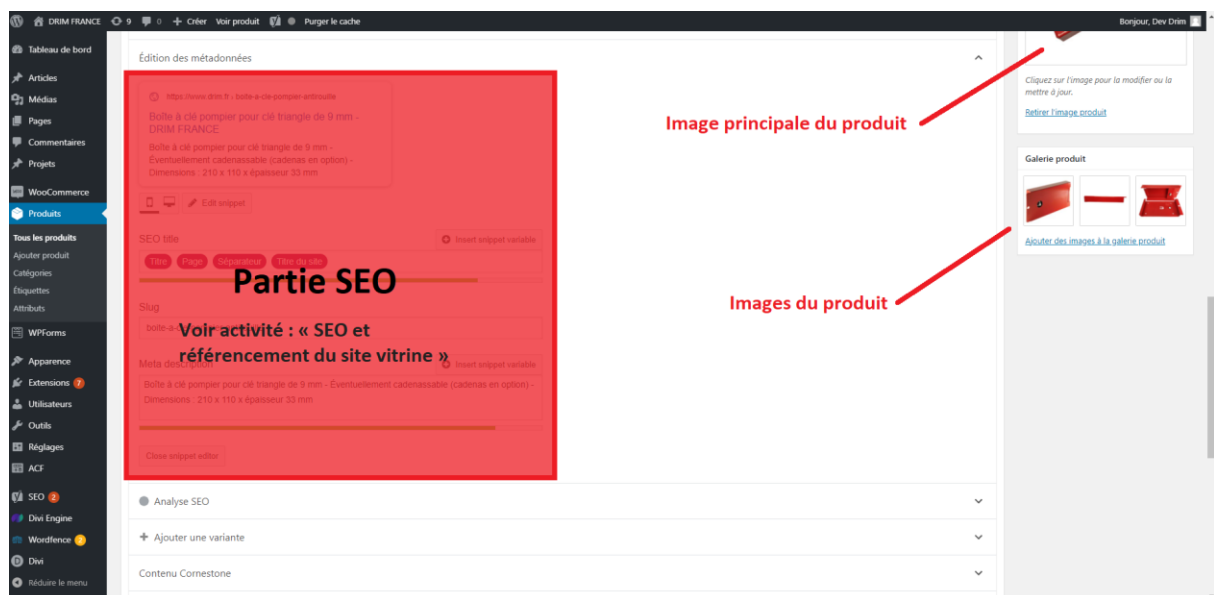 DRIM FRANCE 9 0 + Créer Voir produit Purger le cache Bonjour, Dev Drim
Tableau de bord
Articles
Médias
Pages
Commentaires
Projets
WooCommerce
Produits
Tous les produits
Ajouter produit
Catégories
Étiquettes
Attributs
WPForms
Apparence
Extensions 7
Utilisateurs
Outils
Réglages
ACF
SEO 2
Divi Engine
Wordfence 3
Divi
Réduire le menu
Édition des métadonnées
https://www.drim.fr › boite-a-cle-pompier-antirouille
Boîte à clé pompier pour clé triangle de 9 mm -
DRIM FRANCE
Boîte à clé pompier pour clé triangle de 9 mm -
Éventuellement cadenassable (cadenas en option) -
Dimensions : 210 x 110 x épaisseur 33 mm
Edit snippet
SEO title
Insert snippet variable
Titre Page Séparateur Titre du site
Partie SEO
Slug
boite-a-
Voir activité : « SEO et
référencement du site vitrine »
Meta description
Insert snippet variable
Boîte à clé pompier pour clé triangle de 9 mm - Éventuellement cadenassable (cadenas en option) -
Dimensions : 210 x 110 x épaisseur 33 mm
Close snippet editor
Analyse SEO
+ Ajouter une variante
Contenu Cornestone
Image principale du produit
Images du produit
Cliquez sur l'image pour la modifier ou la
mettre à jour.
Retirer l'image produit
Galerie produit
Ajouter des images à la galerie produit